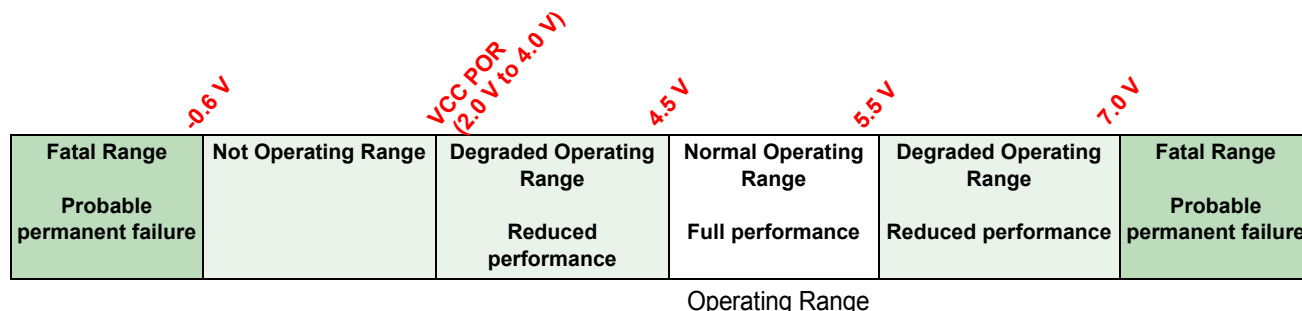 -0.6 V
VCC POR
(2.0 V to 4.0 V)
4.5 V
5.5 V
7.0 V
Fatal Range
Probable
permanent failure
Not Operating Range
Degraded Operating
Range
Reduced
performance
Normal Operating
Range
Full performance
Degraded Operating
Range
Reduced performance
Fatal Range
Probable
permanent failure
Operating Range